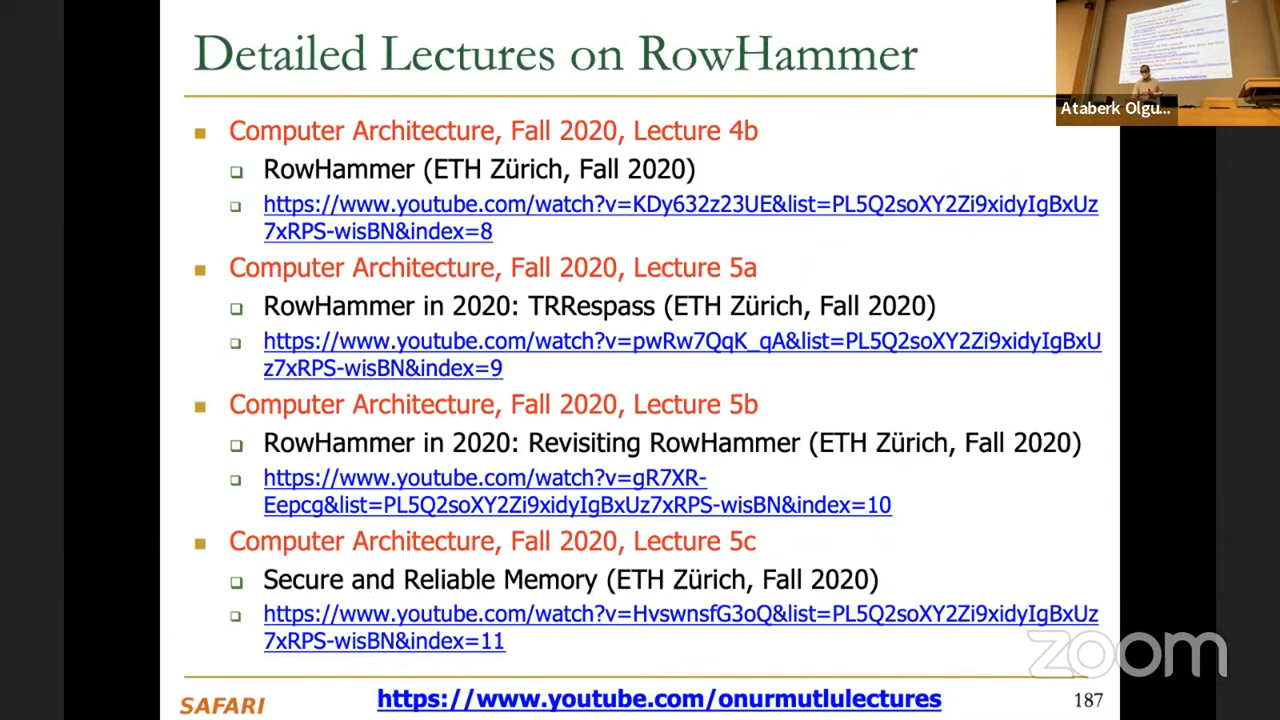 Detailed Lectures on RowHammer
Ataberk Olgu...
Computer Architecture, Fall 2020, Lecture 4b
RowHammer (ETH Zürich, Fall 2020)
https://www.youtube.com/watch?v=KDy632z23UE&list=PL5Q2soXY2Zi9xidyIgBxUz
7xRPS-wisBN&index=8
Computer Architecture, Fall 2020, Lecture 5a
RowHammer in 2020: TRRespass (ETH Zürich, Fall 2020)
https://www.youtube.com/watch?v=pwRw7QqK_qA&list=PL5Q2soXY2Zi9xidyIgBxU
z7xRPS-wisBN&index=9
Computer Architecture, Fall 2020, Lecture 5b
RowHammer in 2020: Revisiting RowHammer (ETH Zürich, Fall 2020)
https://www.youtube.com/watch?v=gR7XR-
Eepcg&list=PL5Q2soXY2Zi9xidyIgBxUz7xRPS-wisBN&index=10
Computer Architecture, Fall 2020, Lecture 5c
Secure and Reliable Memory (ETH Zürich, Fall 2020)
https://www.youtube.com/watch?v=HvswnsfG3oQ&list=PL5Q2soXY2Zi9xidyIgBxUz
7xRPS-wisBN&index=11
zoom
SAFARI
https://www.youtube.com/onurmutlulectures
187